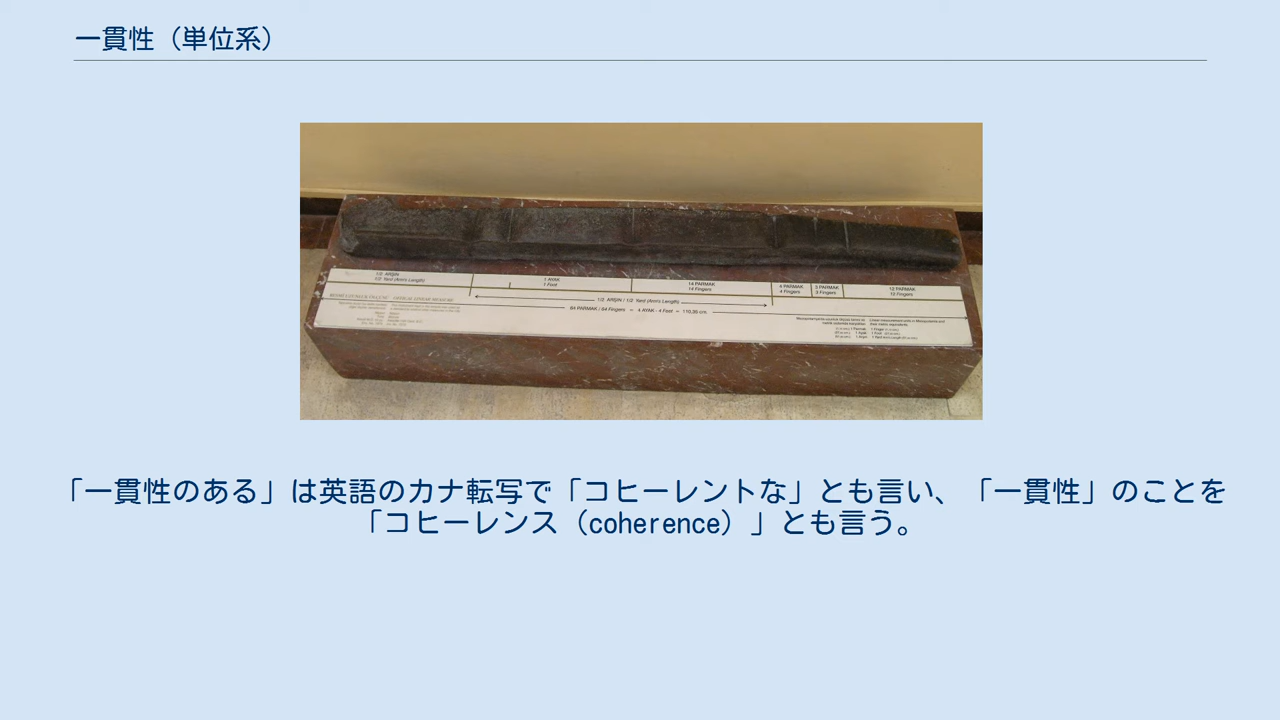 一貫性（単位系）
1/2 ARŞIN
1/2 Yard (Arm's Length)
1 AYAK
1 Foot
14 PARMAK
14 Fingers
4 PARMAK
4 Fingers
3 PARMAK
3 Fingers
12 PARMAK
12 Fingers
1/2 ARŞIN / 1/2 Yard (Arm's Length)
64 PARMAK / 64 Fingers = 4 AYAK - 4 Foot = 110,35 cm.
「一貫性のある」は英語のカナ転写で「コヒーレントな」とも言い、「一貫性」のことを
「コヒーレンス（coherence）」とも言う。